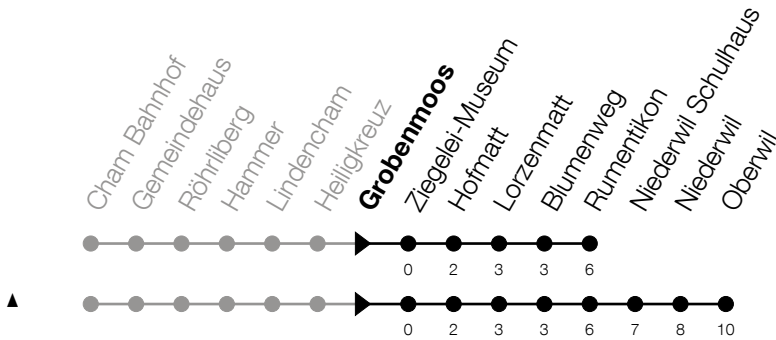 Cham Bahnhof
Gemeindehaus
Röhrliberg
Hammer
Lindencham
Heiligkreuz
Grobenmoos
Ziegelei-Museum
Hofmatt
Lorzenmatt
Blumenweg
Rumentikon
Niederwil Schulhaus
Niederwil
Oberwil
0 2 3 3 6
0 2 3 3 6 7 8 10